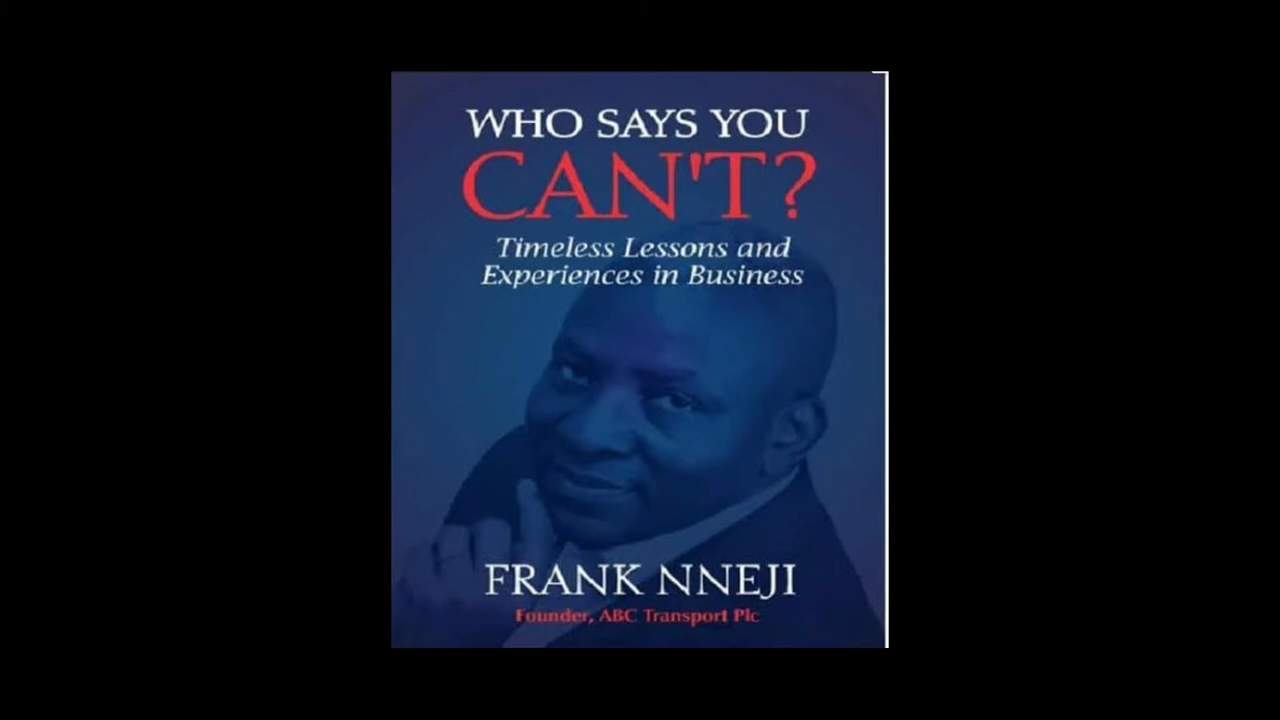 WHO SAYS YOU
CAN'T?
Timeless Lessons and
Experiences in Business
FRANK NNEJI
Founder, ABC Transport Plc